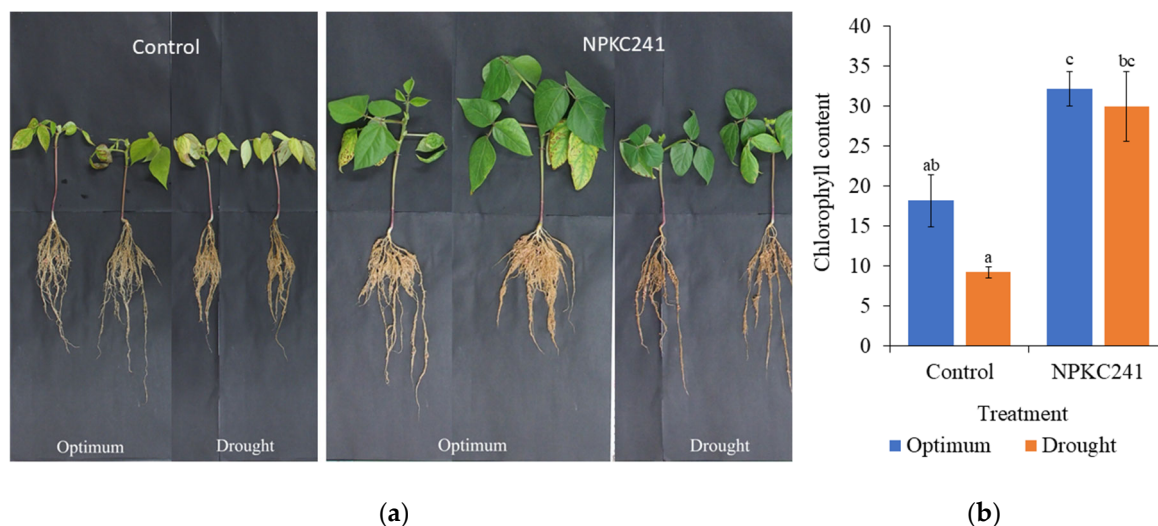 Control
NPKC241
Optimum
Drought
Optimum
Drought
(a)
Chlorophyll content
40
35
30
25
20
15
10
5
0
ab
a
c
bc
Control
NPKC241
Treatment
Optimum
Drought
(b)